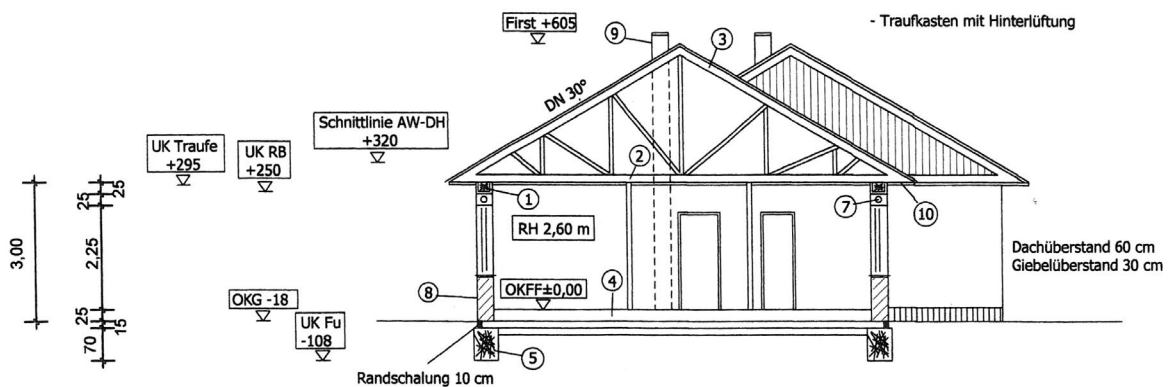 First +605
9
3
- Traufkasten mit Hinterlüftung
DN 30°
Schnittlinie AW-DH
+320
UK Traufe
+295
UK RB
+250
2
25
25
1
7
10
3,00
2,25
RH 2,60 m
Dachüberstand 60 cm
Giebelüberstand 30 cm
OKFF±0,00
4
8
OKG -18
25
15
UK Fu
-108
70
5
Randschalung 10 cm